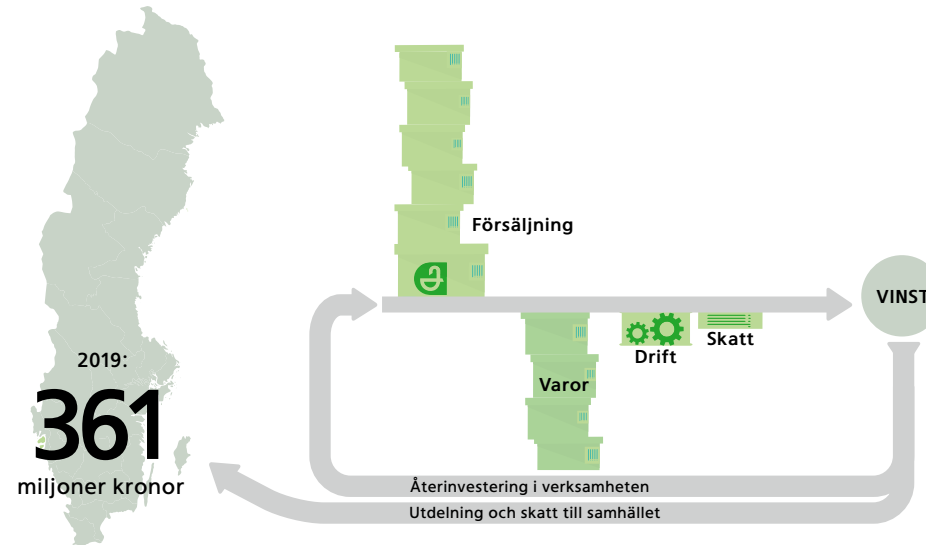 Försäljning
VINST
Skatt
Drift
Varor
2019:
361
miljoner kronor
Återinvestering i verksamheten
Utdelning och skatt till samhället